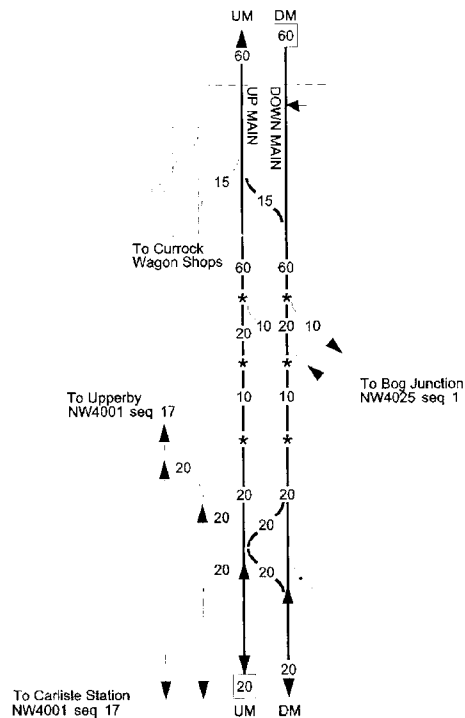 UM DM
60
60
UP MAIN
DOWN MAIN
15
15
To Currock
Wagon Shops
60 60
20 10 20 10
To Bog Junction
NW4025 seq 1
To Upperby
NW4001 seq 17
10 10
20
20 20
20 20
20 20
20
20
To Carlisle Station
NW4001 seq 17
UM DM